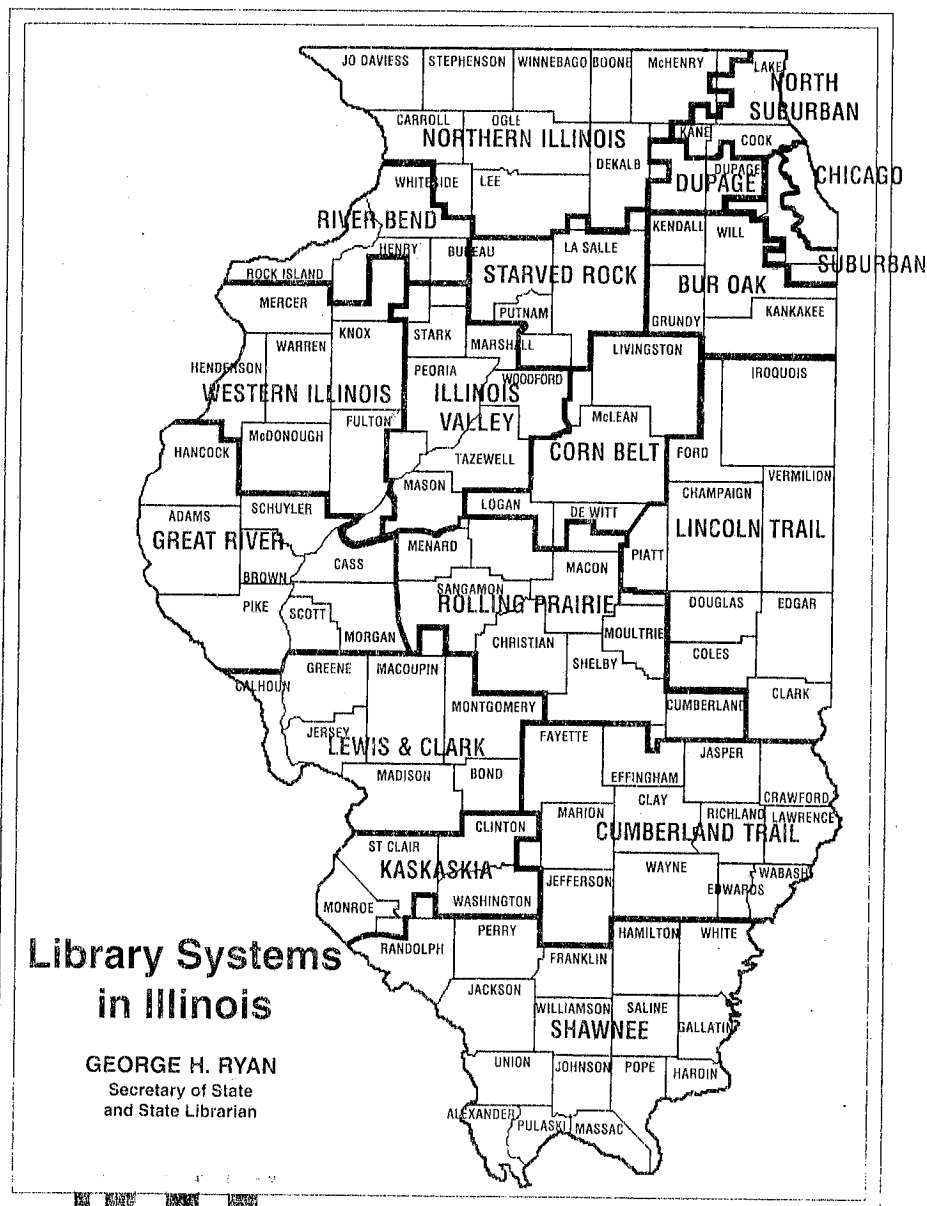 JO DAVIESS STEPHENSON WINNEBAGO BOONE McHENRY LAKE
NORTH
SUBURBAN
CARROLL OGLE
NORTHERN ILLINOIS
KANE COOK
DEKALB DUPAGE
DUPAGE
CHICAGO
WHITESIDE LEE
RIVER BEND
KENDALL WILL
HENRY BUREAU LA SALLE
STARVED ROCK
SUBURBAN
ROCK ISLAND
BUR OAK
MERCER
PUTNAM
KANKAKEE
GRUNDY
KNOX STARK
WARREN MARSHALL LIVINGSTON
HENDERSON PEORIA WOODFORD IROQUOIS
WESTERN ILLINOIS
ILLINOIS
VALLEY
FULTON McLEAN
McDONOUGH
HANCOCK TAZEWELL
CORN BELT
FORD
VERMILION
MASON CHAMPAIGN
SCHUYLER LOGAN DE WITT
ADAMS
LINCOLN TRAIL
GREAT RIVER
MENARD
PIATT
CASS MACON
BROWN SANGAMON
ROLLING PRAIRIE
PIKE DOUGLAS EDGAR
SCOTT
MORGAN CHRISTIAN MOULTRIE
COLES
GREENE MACOUPIN SHELBY
CALHOUN CLARK
MONTGOMERY CUMBERLAND
JERSEY FAYETTE
LEWIS & CLARK
JASPER
MADISON BOND EFFINGHAM
CLAY CRAWFORD
MARION RICHLAND LAWRENCE
CLINTON
CUMBERLAND TRAIL
ST CLAIR
KASKASKIA
WAYNE WABASH
JEFFERSON EDWARDS
MONROE WASHINGTON
PERRY HAMILTON WHITE
RANDOLPH FRANKLIN
JACKSON
WILLIAMSON SALINE
SHAWNEE
GALLATIN
UNION JOHNSON POPE HARDIN
ALEXANDER PULASKI MASSAC
Library Systems
in Illinois
GEORGE H. RYAN
Secretary of State
and State Librarian